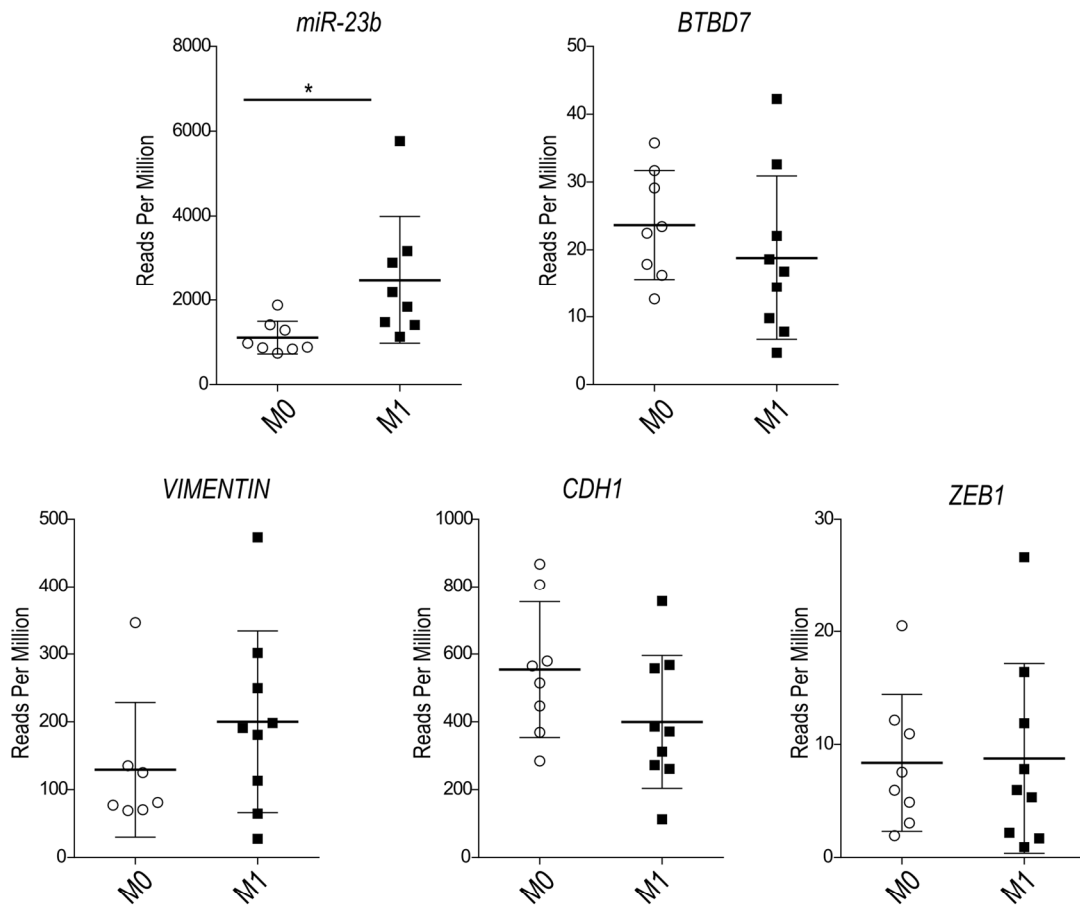 miR-23b
8000
6000
4000
2000
0
Reads Per Million
*
M0
M1
BTBD7
50
40
30
20
10
0
Reads Per Million
M0
M1
VIMENTIN
500
400
300
200
100
0
Reads Per Million
M0
M1
CDH1
1000
800
600
400
200
0
Reads Per Million
M0
M1
ZEB1
30
20
10
0
Reads Per Million
M0
M1